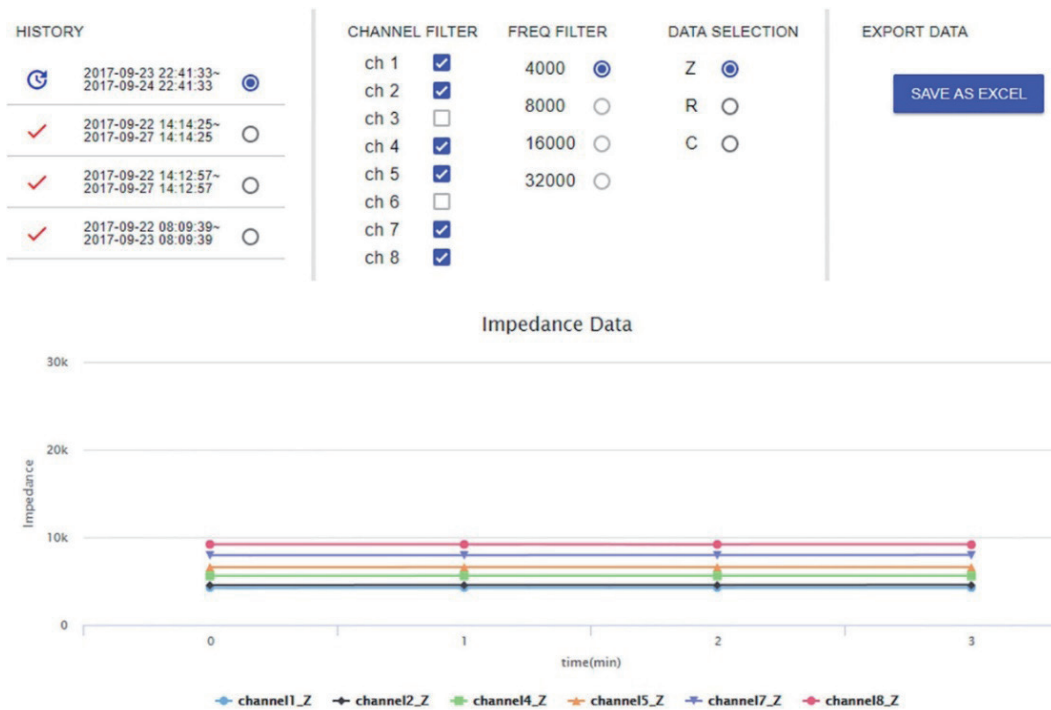 HISTORY
2017-09-23 22:41:33~
2017-09-24 22:41:33
2017-09-22 14:14:25~
2017-09-27 14:14:25
2017-09-22 14:12:57~
2017-09-27 14:12:57
2017-09-22 08:09:39~
2017-09-23 08:09:39
CHANNEL FILTER
ch 1
ch 2
ch 3
ch 4
ch 5
ch 6
ch 7
ch 8
FREQ FILTER
4000
8000
16000
32000
DATA SELECTION
Z
R
C
EXPORT DATA
SAVE AS EXCEL
Impedance Data
30k
20k
10k
0
Impedance
0 1 2 3
time(min)
channel1_Z channel2_Z channel4_Z channel5_Z channel7_Z channel8_Z